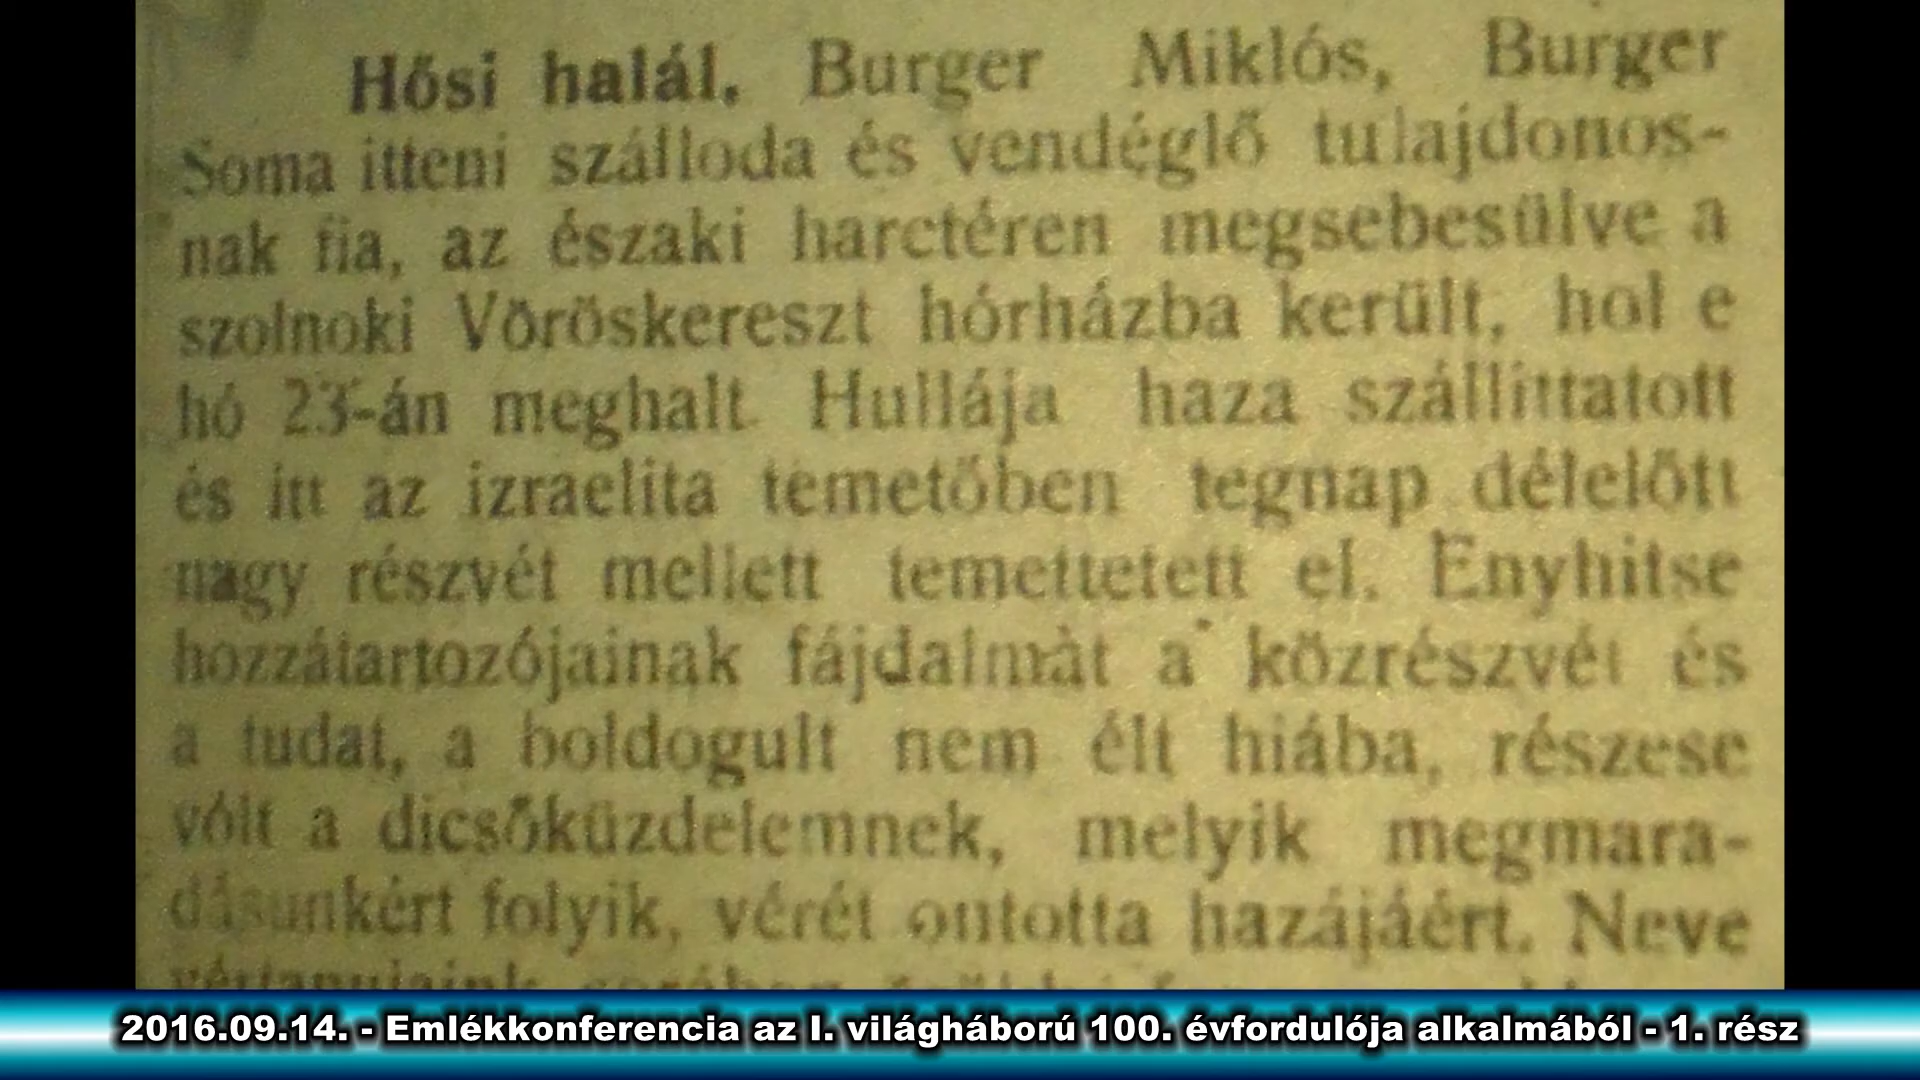 Hősi halál. Burger Miklós, Burger
Soma itteni szálloda és vendéglő tulajdonos-
nak fia, az északi harctéren megsebesülve a
szolnoki Vöröskereszt hórházba került, hol e
hó 23-án meghalt. Hullája haza szállíttatott
és itt az izraelita temetőben tegnap délelőtt
nagy részvét mellett temettetett el. Enyhitse
hozzátartozójainak fájdalmàt a közrészvét és
a tudat, a boldogult nem élt hiába, részese
vólt a dicsőküzdelemnek, melyik megmara-
dásunkért folyik, vérét ontotta hazájáért. Neve
2016.09.14. - Emlékkonferencia az I. világháború 100. évfordulója alkalmából - 1. rész